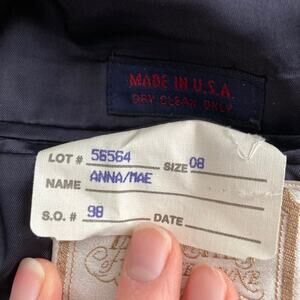 MADE IN U.S.A.
DRY CLEAN ONLY
LOT # 56564 SIZE 08
NAME ANNA/MAE
S.O. # 98 DATE